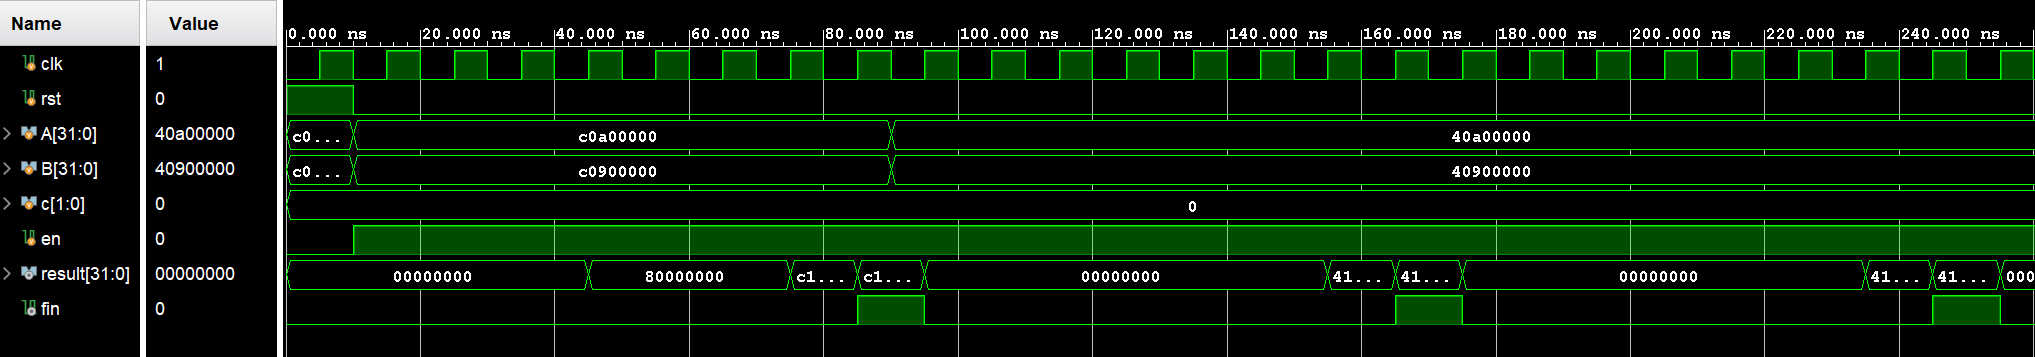 Name Value
0.000 ns 20.000 ns 40.000 ns 60.000 ns 80.000 ns 100.000 ns 120.000 ns 140.000 ns 160.000 ns 180.000 ns 200.000 ns 220.000 ns 240.000 ns
clk 1
rst 0
A[31:0] 40a00000 c0... c0a00000 40a00000
B[31:0] 40900000 c0... c0900000 40900000
c[1:0] 0 0
en 0
result[31:0] 00000000 00000000 80000000 c1... c1... 00000000 41... 41... 00000000 41... 41... 000
fin 0